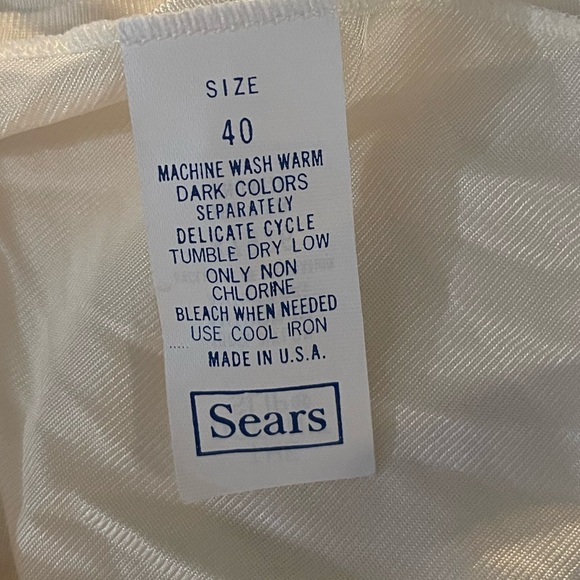 SIZE
40
MACHINE WASH WARM
DARK COLORS
SEPARATELY
DELICATE CYCLE
TUMBLE DRY LOW
ONLY NON
CHLORINE
BLEACH WHEN NEEDED
USE COOL IRON
MADE IN U.S.A.
Sears